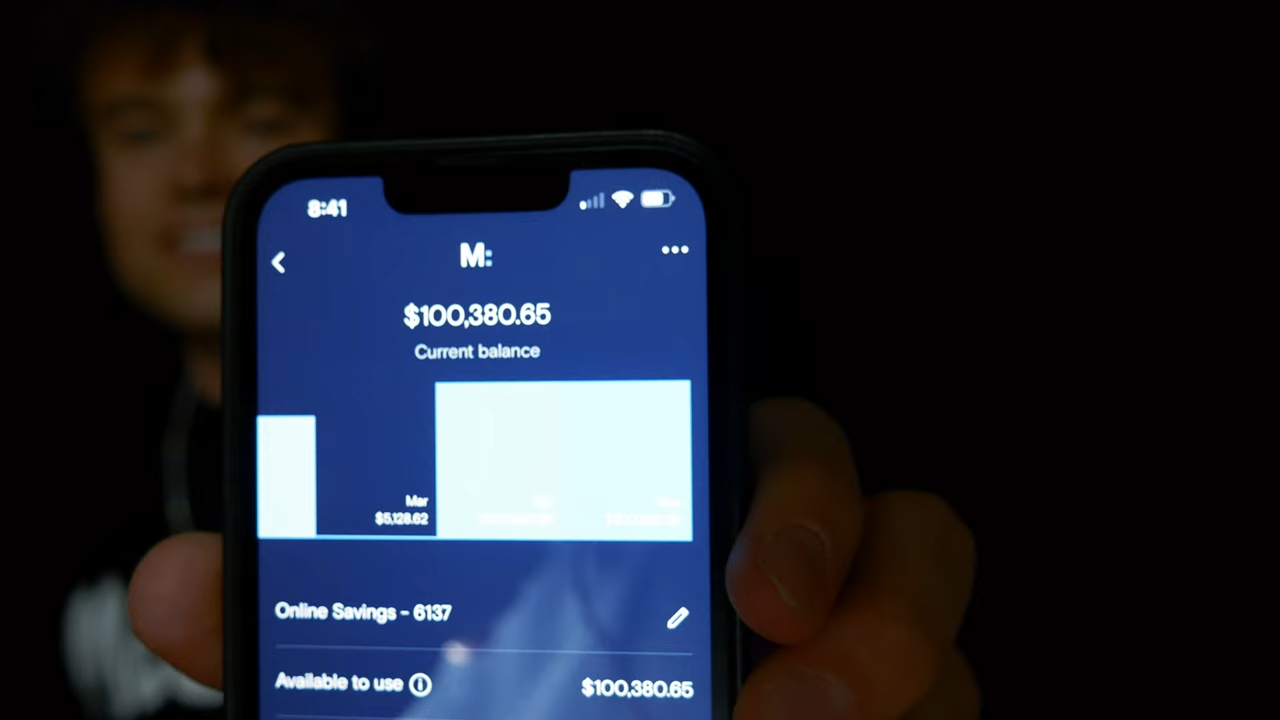 8:41
M:
$100,380.65
Current balance
Mar
$5,128.62
Online Savings - 6137
Available to use
$100,380.65